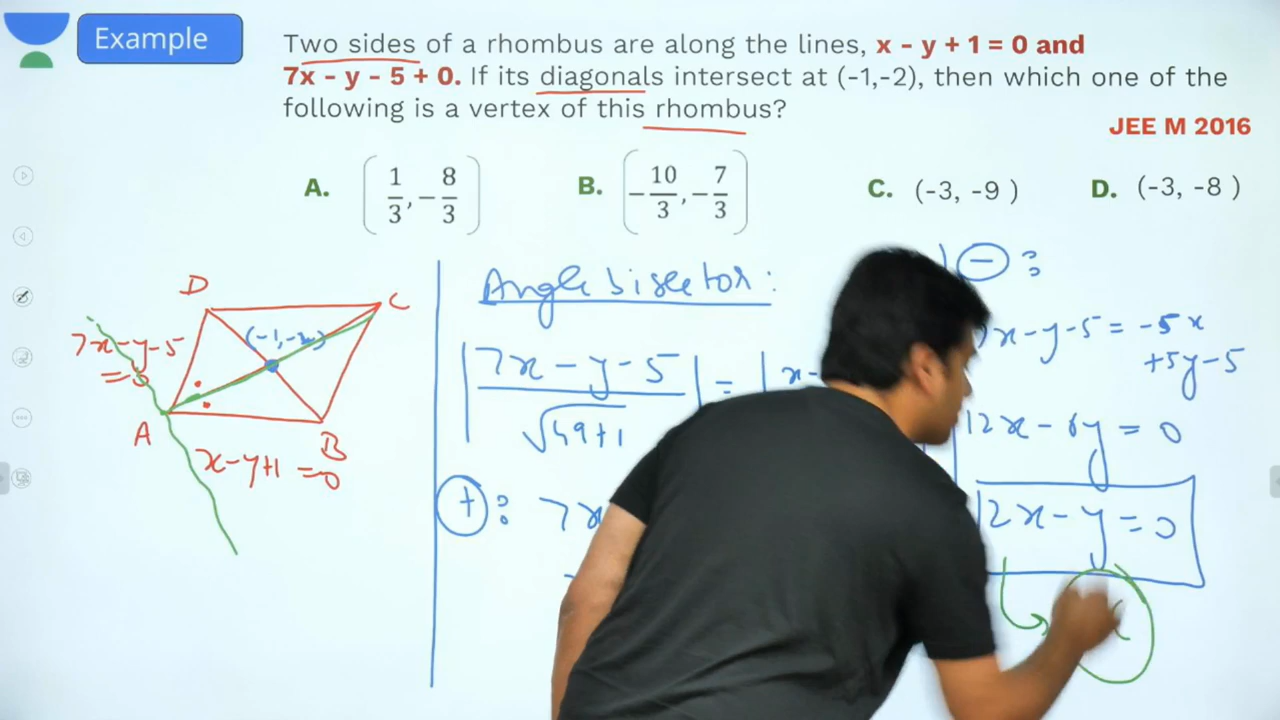 Example
Two sides of a rhombus are along the lines, x - y + 1 = 0 and
7x - y - 5 + 0. If its diagonals intersect at (-1,-2), then which one of the
following is a vertex of this rhombus?
JEE M 2016
A. (1/3, -8/3)
B. (-10/3, -7/3)
C. (-3, -9 )
D. (-3, -8 )
D
C
(-1,-2)
7x-y-5
=0
A
B
x-y+1 =0
Angle bisector:
|7x-y-5 / √49+1| = |x-
+: 7x
-:
x-y-5 = -5x
+5y-5
12x-6y = 0
2x-y=0